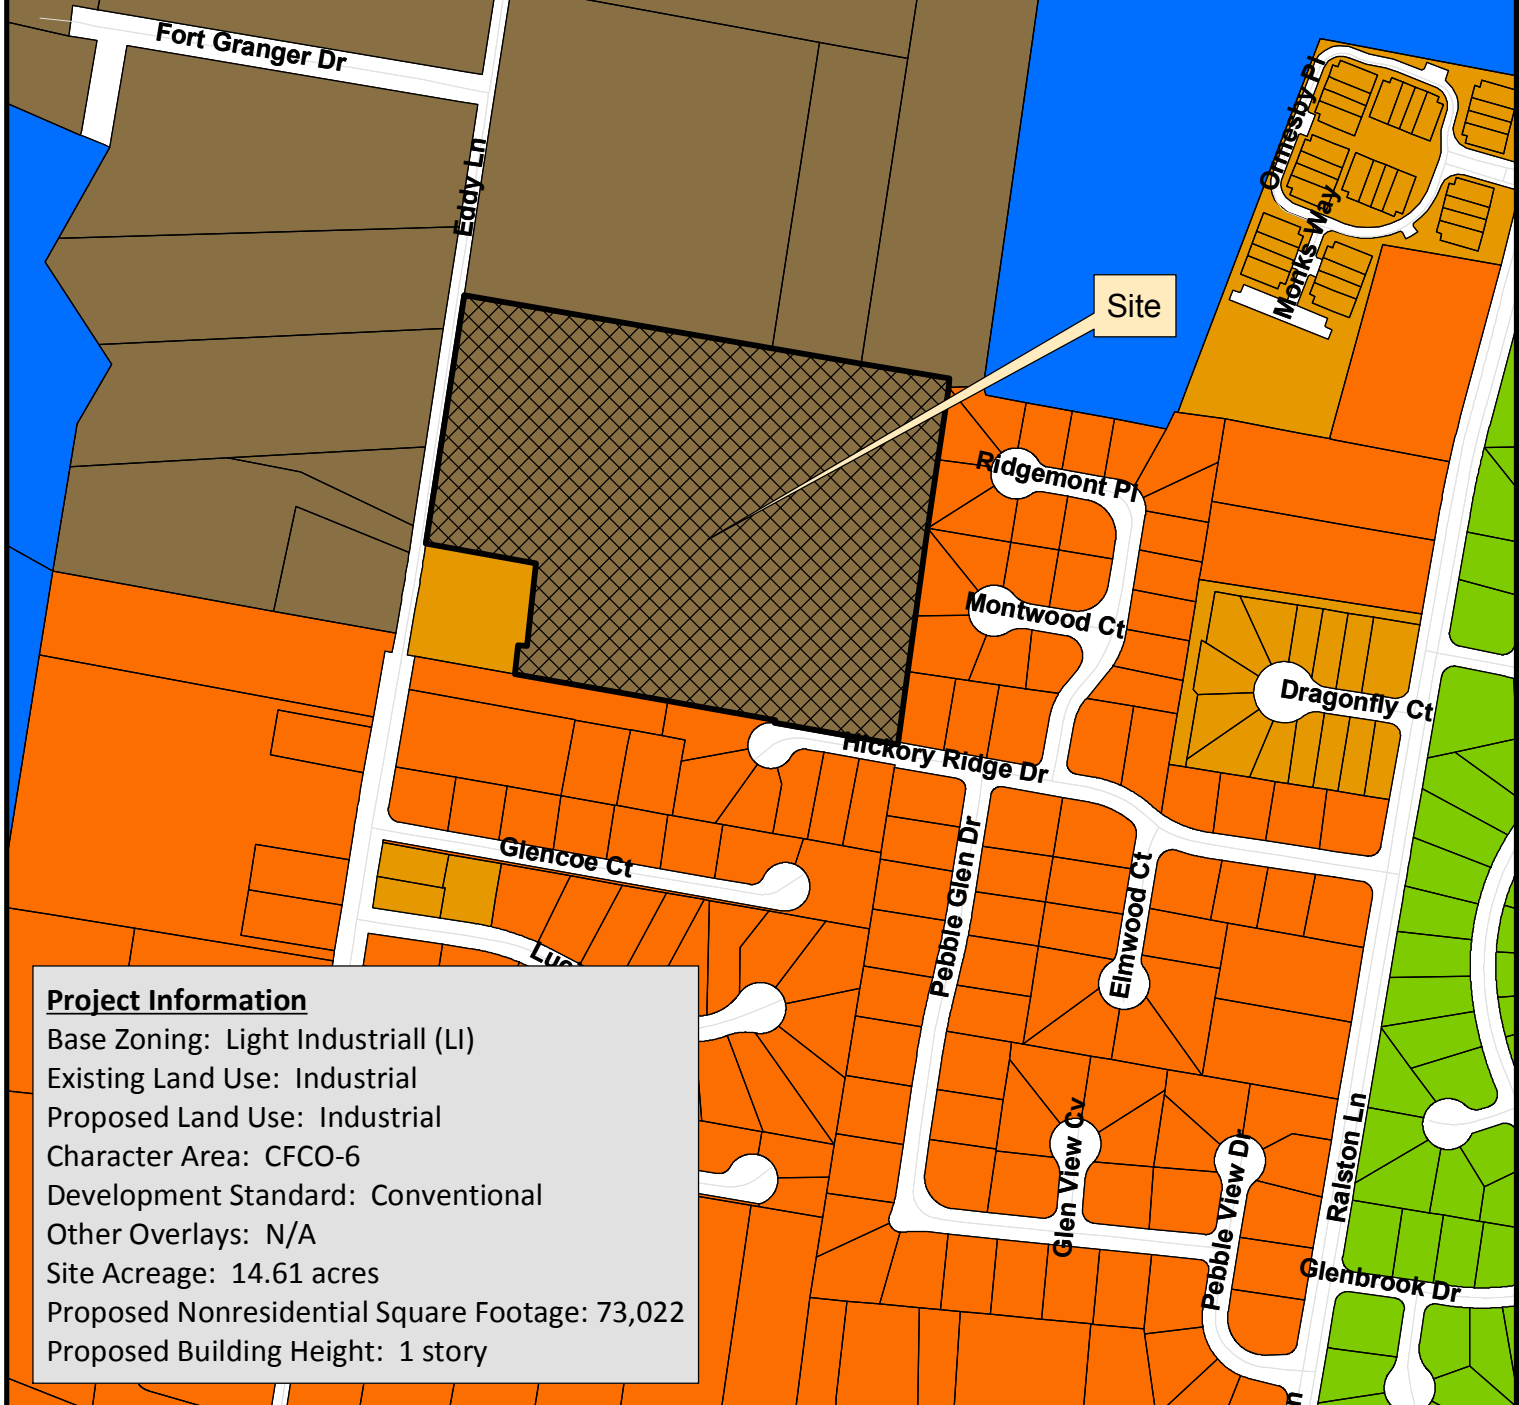 Fort Granger Dr
Eddy Ln
Ormesby Pl
Monks Way
Site
Ridgemont Pl
Montwood Ct
Dragonfly Ct
Hickory Ridge Dr
Glencoe Ct
Pebble Glen Dr
Elmwood Ct
Glen View Cv
Pebble View Dr
Ralston Ln
Glenbrook Dr
Project Information
Base Zoning: Light Industriall (LI)
Existing Land Use: Industrial
Proposed Land Use: Industrial
Character Area: CFCO-6
Development Standard: Conventional
Other Overlays: N/A
Site Acreage: 14.61 acres
Proposed Nonresidential Square Footage: 73,022
Proposed Building Height: 1 story